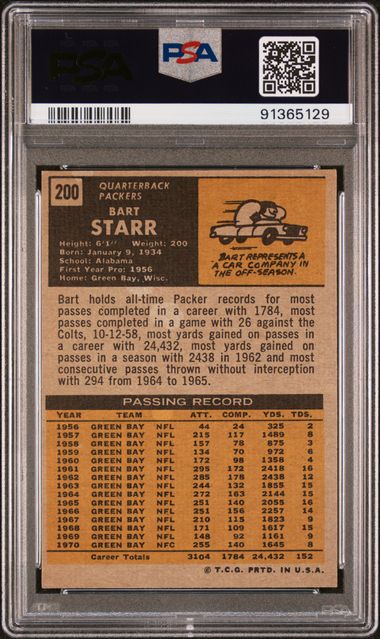 PSA
PSA
91365129
200
QUARTERBACK
PACKERS
BART
STARR
Height: 6'1" Weight: 200
Born: January 9, 1934
School: Alabama
First Year Pro: 1956
Home: Green Bay, Wisc.
BART REPRESENTS A
A CAR COMPANY IN
THE OFF-SEASON.
Bart holds all-time Packer records for most
passes completed in a career with 1784, most
passes completed in a game with 26 against the
Colts, 10-12-58, most yards gained on passes in
a career with 24,432, most yards gained on
passes in a season with 2438 in 1962 and most
consecutive passes thrown without interception
with 294 from 1964 to 1965.
PASSING RECORD
YEAR TEAM ATT. COMP. YDS. TDS.
1956 GREEN BAY NFL 44 24 325 2
1957 GREEN BAY NFL 215 117 1489 8
1958 GREEN BAY NFL 157 78 875 3
1959 GREEN BAY NFL 134 70 972 6
1960 GREEN BAY NFL 172 98 1358 4
1961 GREEN BAY NFL 295 172 2418 16
1962 GREEN BAY NFL 285 178 2438 12
1963 GREEN BAY NFL 244 132 1855 15
1964 GREEN BAY NFL 272 163 2144 15
1965 GREEN BAY NFL 251 140 2055 16
1966 GREEN BAY NFL 251 156 2257 14
1967 GREEN BAY NFL 210 115 1823 9
1968 GREEN BAY NFL 171 109 1617 15
1969 GREEN BAY NFL 148 92 1161 9
1970 GREEN BAY NFC 255 140 1645 8
Career Totals 3104 1784 24,432 152
© T.C.G. PRTD. IN U.S.A.